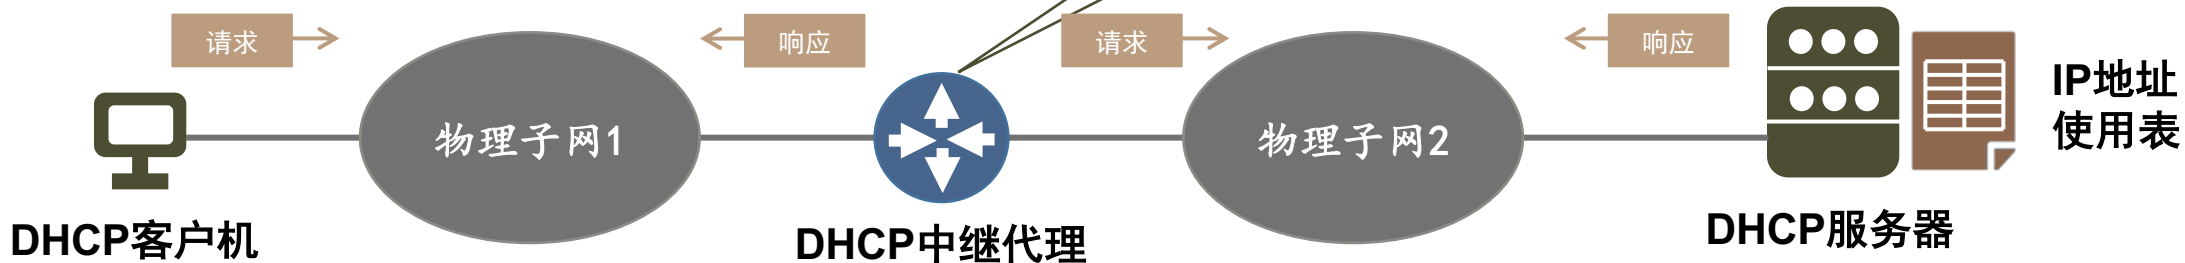 请求
响应
请求
响应
物理子网1
物理子网2
IP地址
使用表
DHCP客户机
DHCP中继代理
DHCP服务器